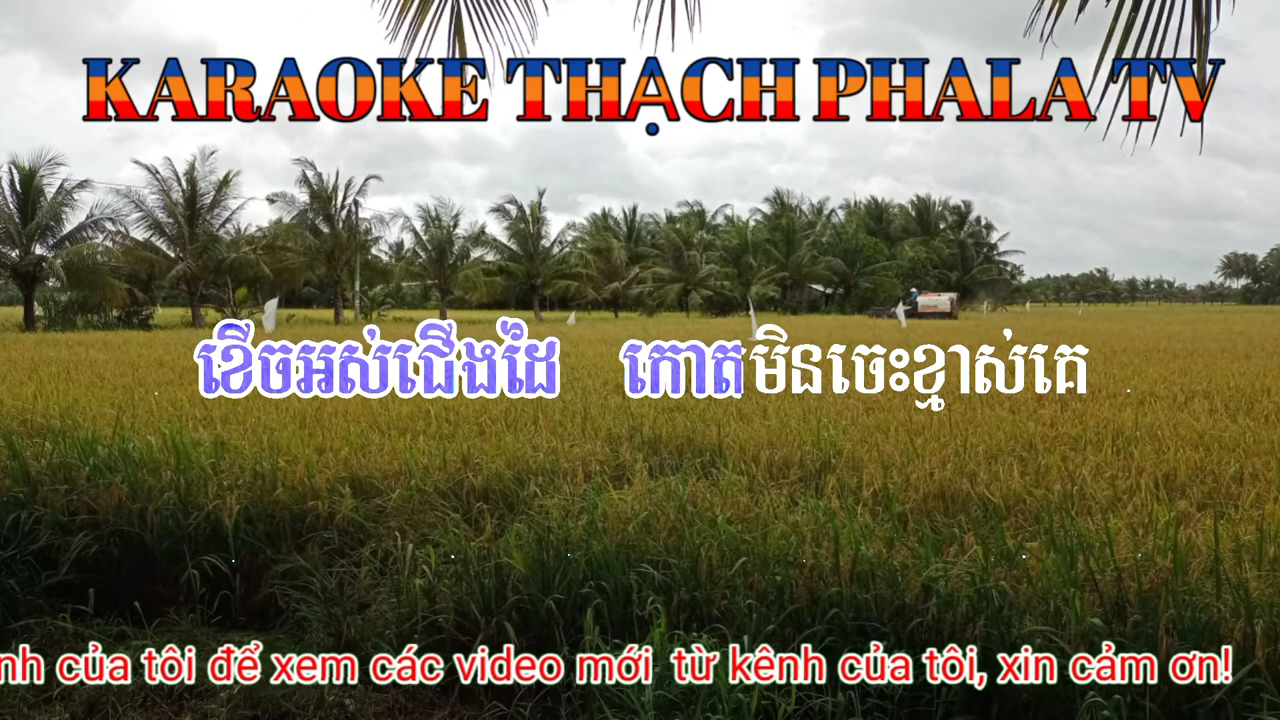 KARAOKE THẠCH PHALA TV
ខើចអស់ជើងដៃ កោតមិនចេះខ្មាស់គេ
nh của tôi để xem các video mới từ kênh của tôi, xin cảm ơn!